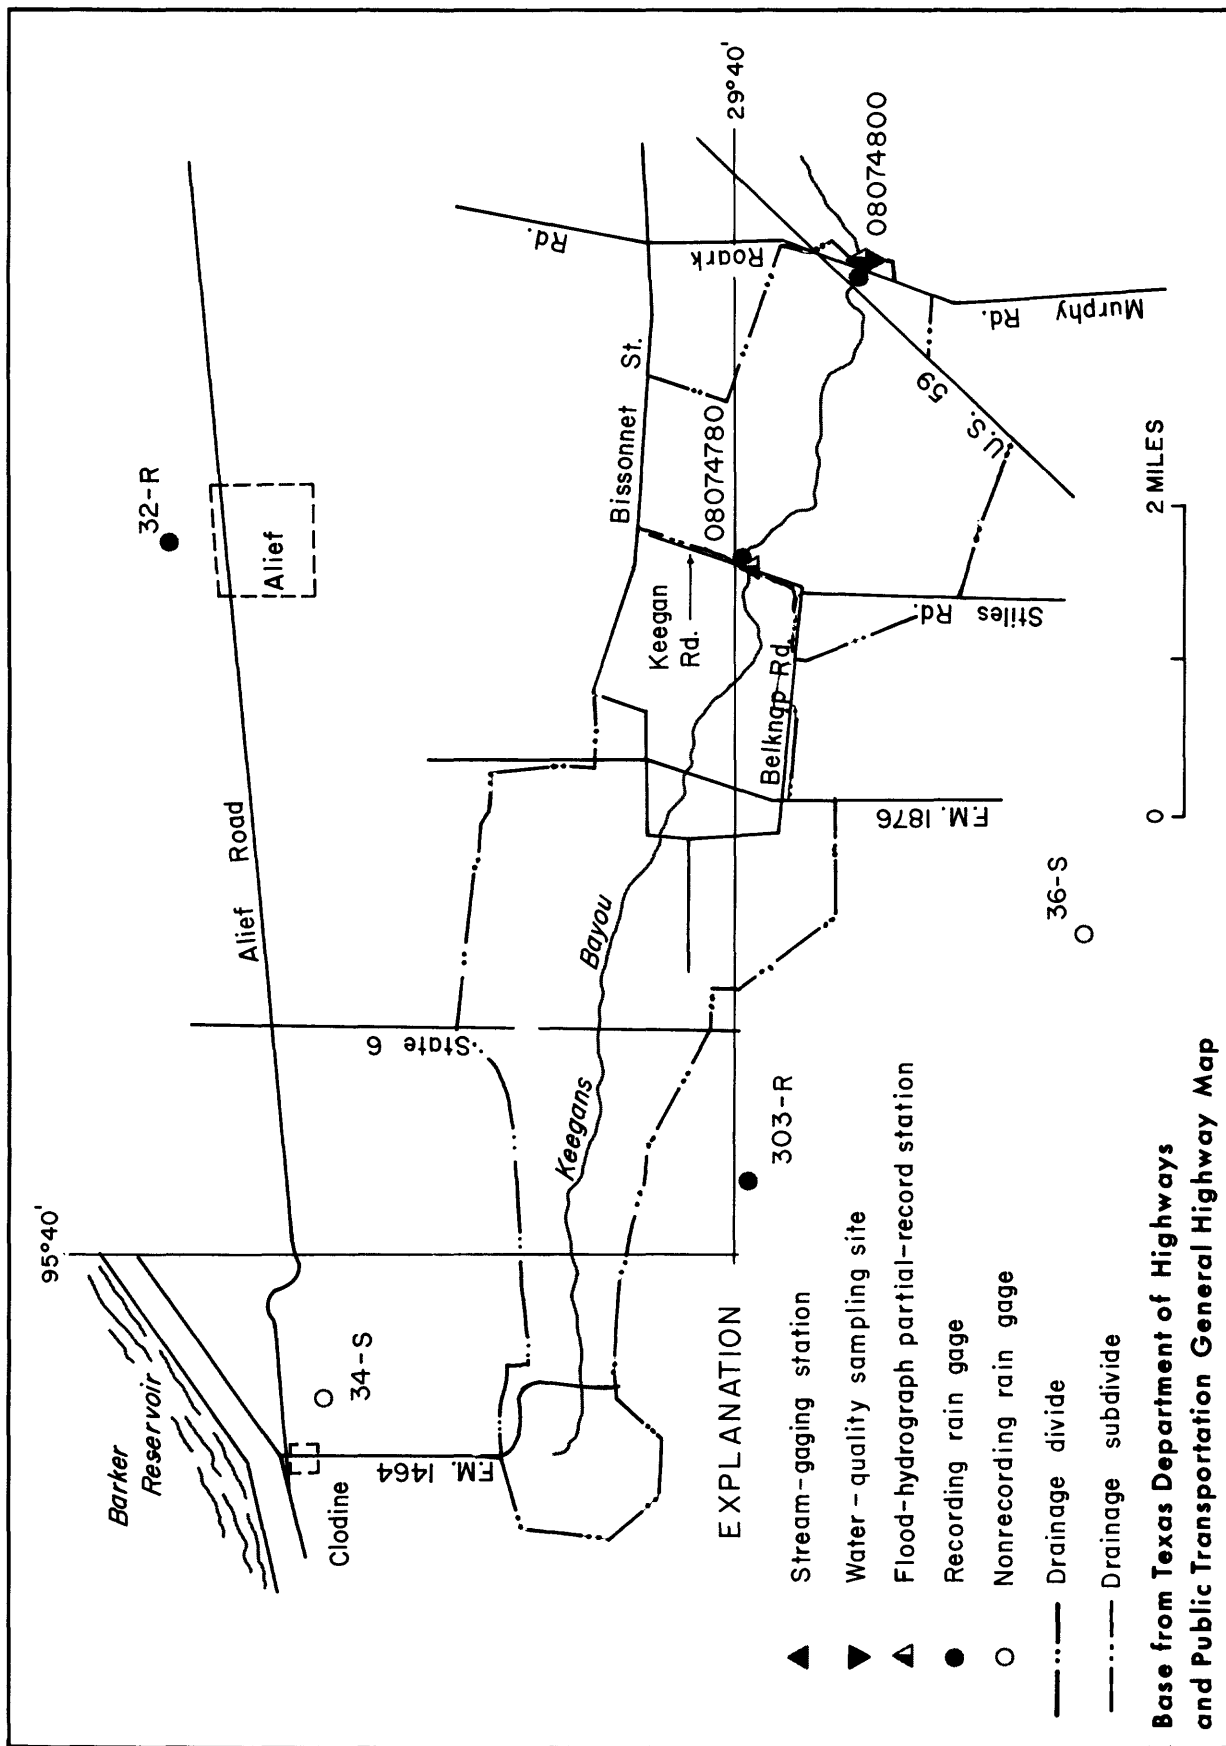 95°40'
Barker
Reservoir
Clodine
34-S
F.M. 1464
Alief Road
32-R
Alief
State 6
Keegans Bayou
Bissonnet St.
Keegan
Rd.
08074780
Belknap Rd.
F.M. 1876
Stiles Rd.
Roark Rd.
29°40'
08074800
U.S. 59
Murphy Rd.
303-R
36-S
0 2 MILES
EXPLANATION
Stream-gaging station
Water-quality sampling site
Flood-hydrograph partial-record station
Recording rain gage
Nonrecording rain gage
Drainage divide
Drainage subdivide
Base from Texas Department of Highways
and Public Transportation General Highway Map